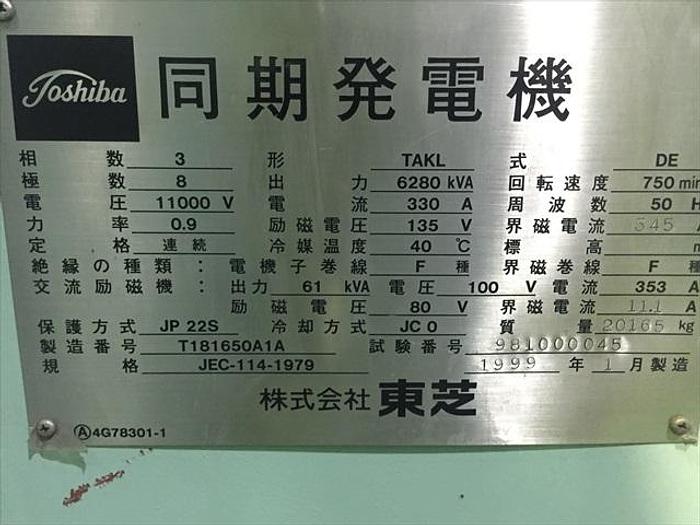 Toshiba 同期発電機
相数 3 形 TAKL 式 DE
極数 8 出力 6280 kVA 回転速度 750 min
電圧 11000 V 電流 330 A 周波数 50 H
力率 0.9 励磁電圧 135 V 界磁電流 345 A
定格 連続 冷媒温度 40 ℃ 標高 m
絶縁の種類：電機子巻線 F 種 界磁巻線 F 種
交流励磁機：出力 61 kVA 電圧 100 V 電流 353 A
励磁電圧 80 V 界磁電流 11.1 A
保護方式 JP 22S 冷却方式 JC 0 質量 20165 kg
製造番号 T181650A1A 試験番号 981000045
規格 JEC-114-1979 1999 年 1 月製造
株式会社 東芝
Ⓐ4G78301-1